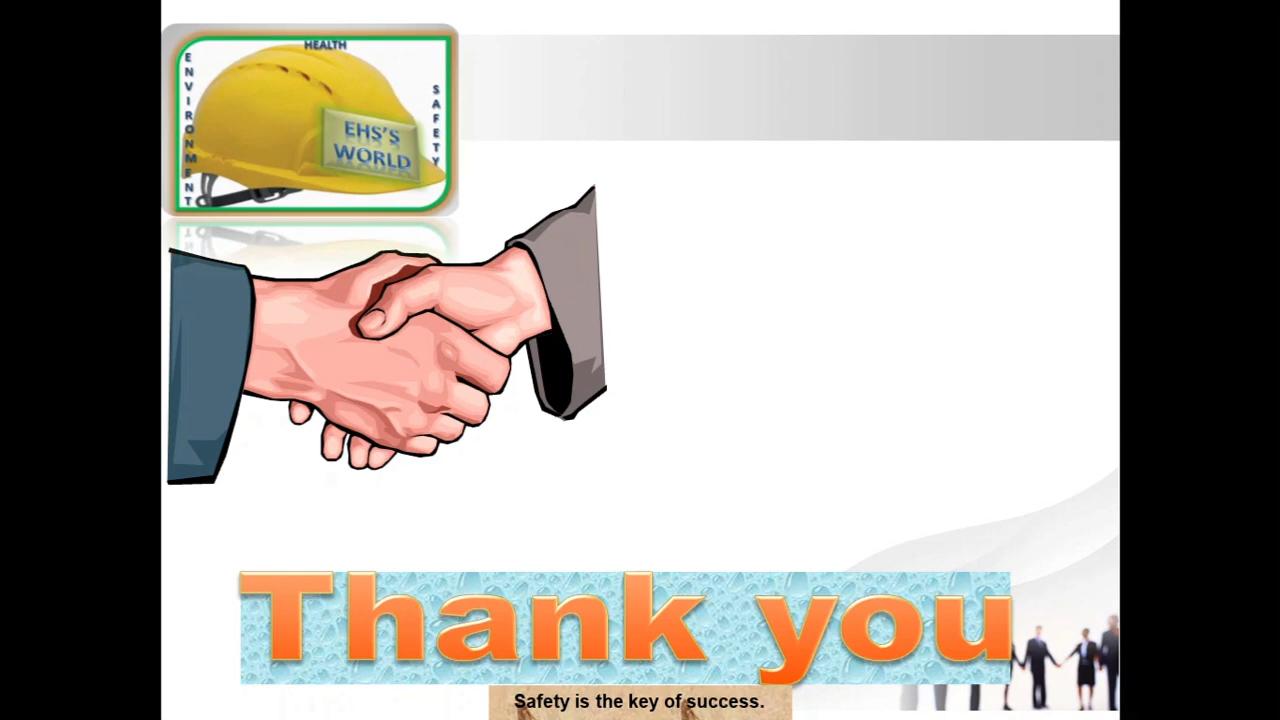 HEALTH
ENVIRONMENT
SAFETY
EHS'S
WORLD
Thank you
Safety is the key of success.